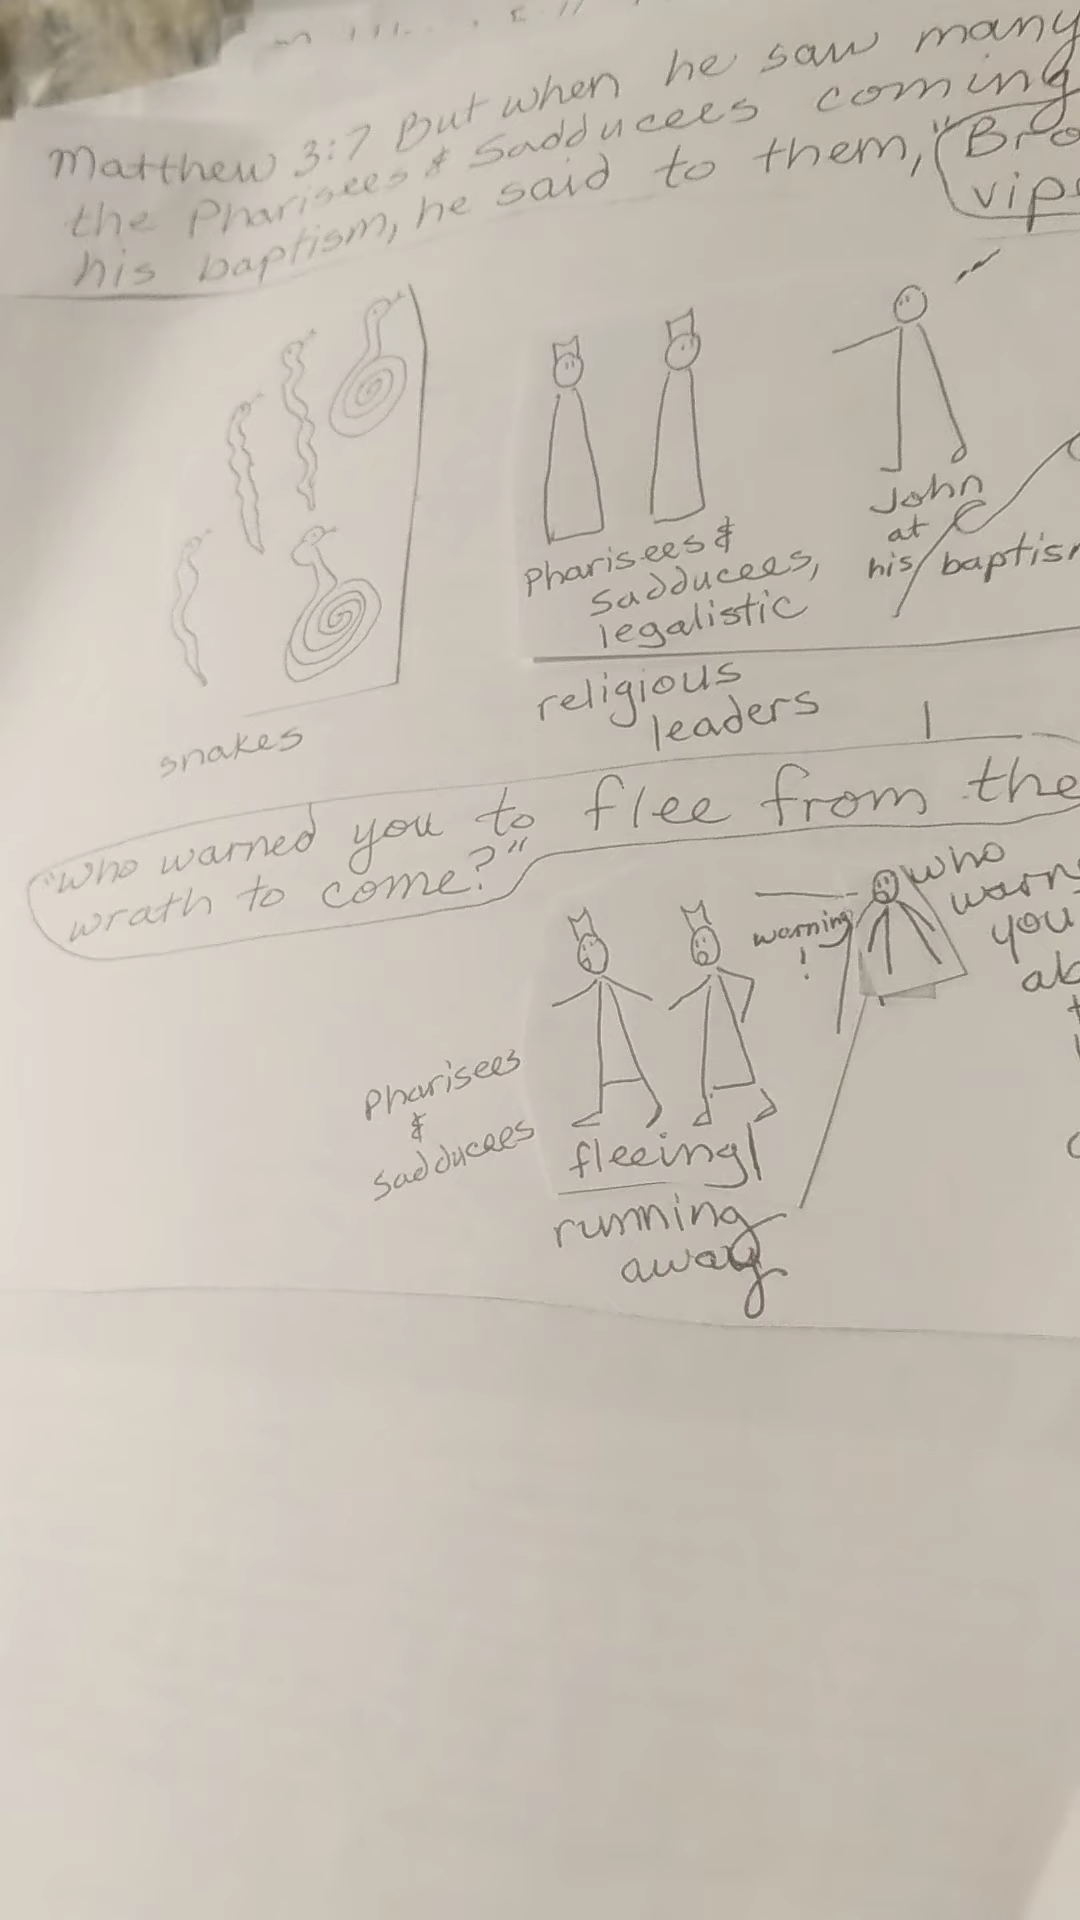 Matthew 3:7 But when he saw many
the Pharisees & Sadducees coming
his baptism, he said to them, "
snakes
Pharisees &
Sadducees,
legalistic
religious
leaders
John
at
his baptism
"Who warned you to flee from the
wrath to come?"
warning
!
who
you
Pharisees
&
Sadducees
fleeing
running
away